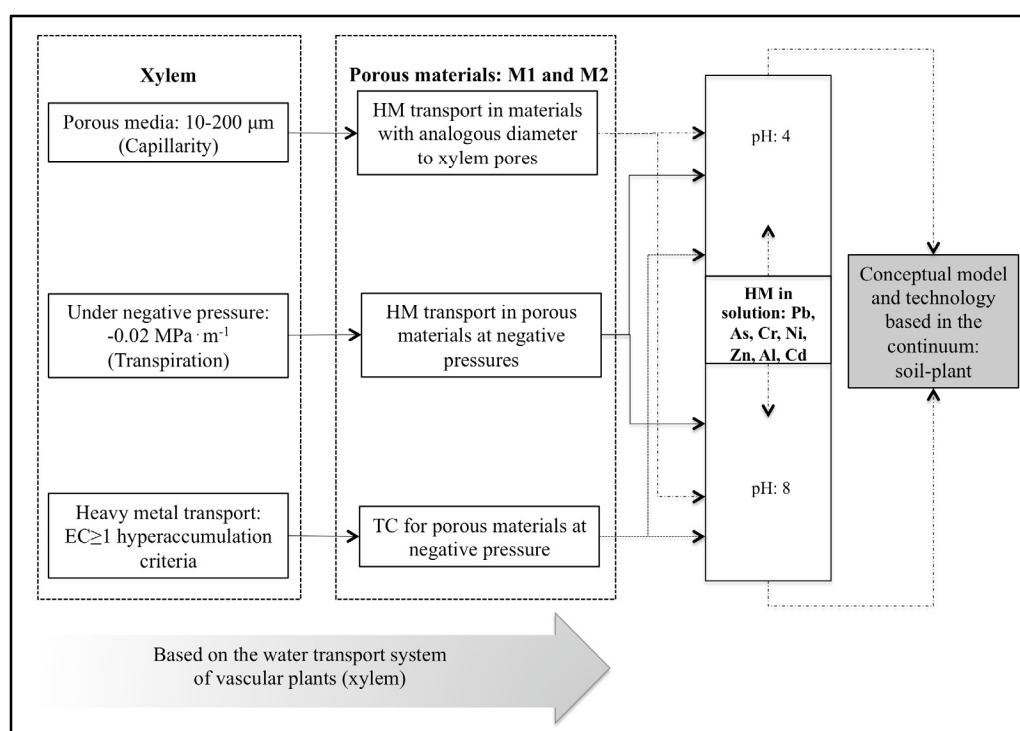 Xylem
Porous media: 10-200 μm
(Capillarity)
Under negative pressure:
-0.02 MPa · m⁻¹
(Transpiration)
Heavy metal transport:
EC≥1 hyperaccumulation
criteria
Porous materials: M1 and M2
HM transport in materials
with analogous diameter
to xylem pores
HM transport in porous
materials at negative
pressures
TC for porous materials at
negative pressure
pH: 4
HM in
solution: Pb,
As, Cr, Ni,
Zn, Al, Cd
pH: 8
Conceptual model
and technology
based in the
continuum:
soil-plant
Based on the water transport system
of vascular plants (xylem)